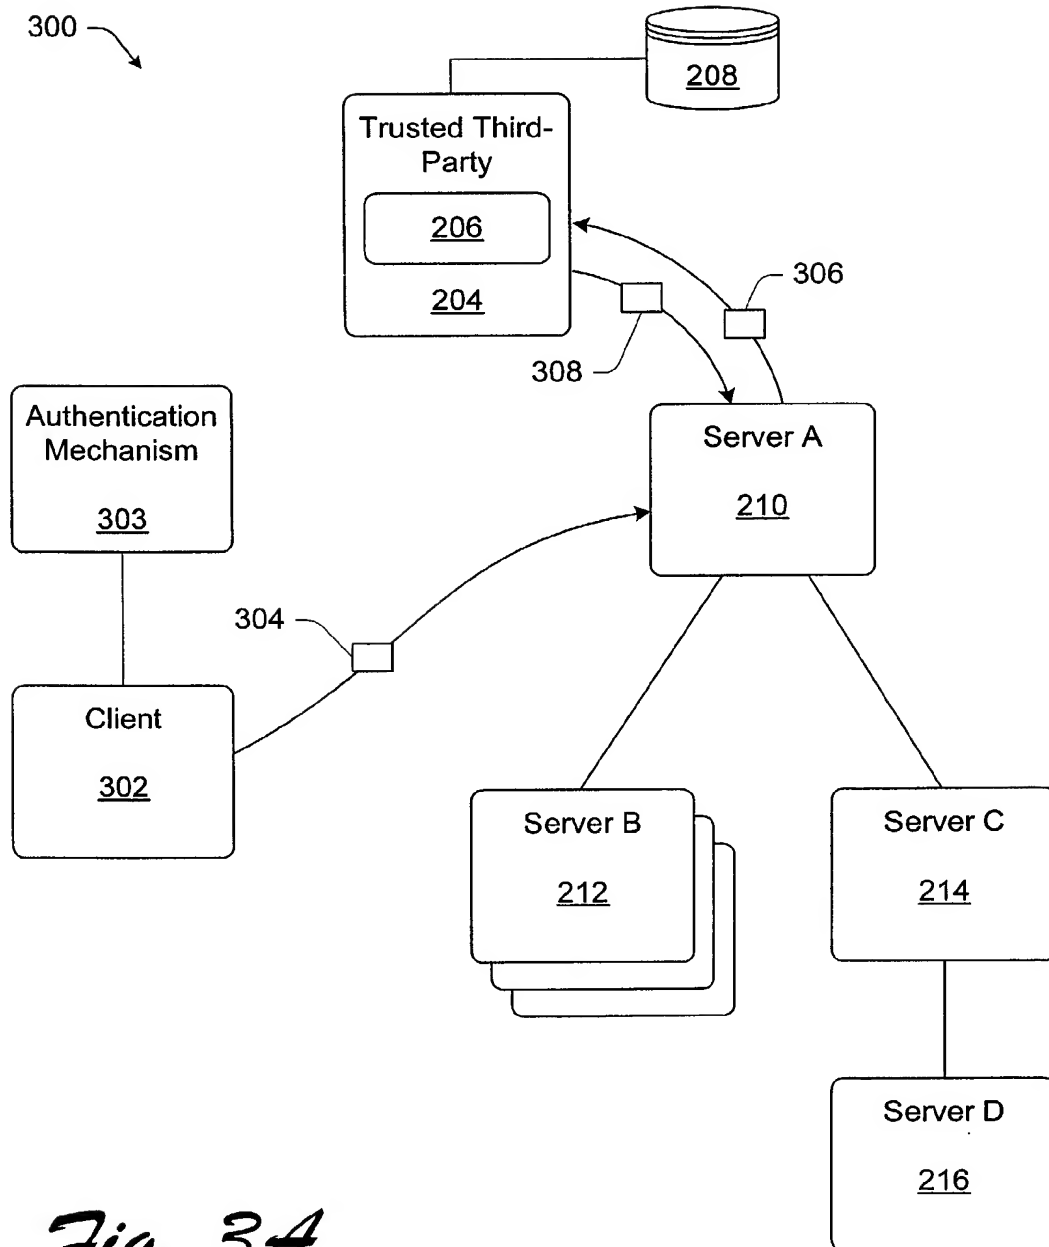 300
208
Trusted Third-
Party
206
204
306
308
Server A
210
Authentication
Mechanism
303
304
Client
302
Server B
212
Server C
214
Server D
216
Fig. 3A